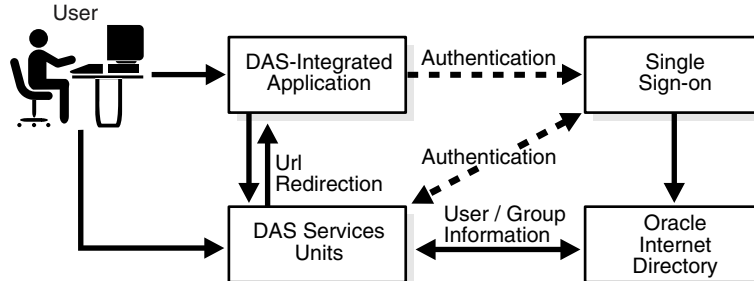 User
DAS-Integrated
Application
Authentication
Single
Sign-on
Url
Redirection
Authentication
DAS Services
Units
User / Group
Information
Oracle
Internet
Directory